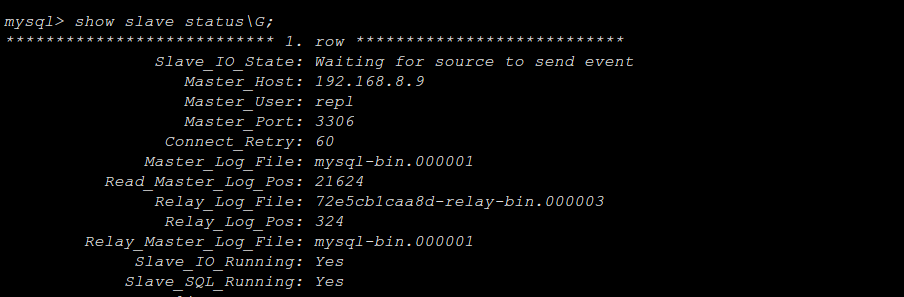 mysql> show slave status\G;
*************************** 1. row ***************************
Slave_IO_State: Waiting for source to send event
Master_Host: 192.168.8.9
Master_User: repl
Master_Port: 3306
Connect_Retry: 60
Master_Log_File: mysql-bin.000001
Read_Master_Log_Pos: 21624
Relay_Log_File: 72e5cb1caa8d-relay-bin.000003
Relay_Log_Pos: 324
Relay_Master_Log_File: mysql-bin.000001
Slave_IO_Running: Yes
Slave_SQL_Running: Yes